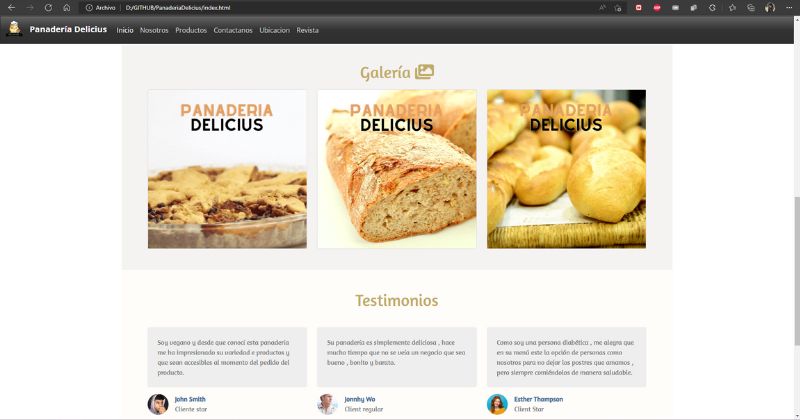 Archivo D:/GITHUB/PanaderiaDelicius/index.html
Panadería Delicius Inicio Nosotros Productos Contactanos Ubicacion Revista
Galería
PANADERIA
DELICIUS
PANADERIA
DELICIUS
PANADERIA
DELICIUS
Testimonios
Soy vegano y desde que conocí esta panadería
me ha impresionado su variedad e productos y
que sean accesibles al momento del pedido del
producto.
John Smith
Cliente star
Su panadería es simplemente deliciosa , hace
mucho tiempo que no se veía un negocio que sea
bueno , bonito y barato.
Jonnhy Wo
Client regular
Como soy una persona diabética , me alegra que
en su menú este la opción de personas como
nosotros para no dejar los postres que amamos ,
pero siempre comiéndolos de manera saludable.
Esther Thampson
Client Star